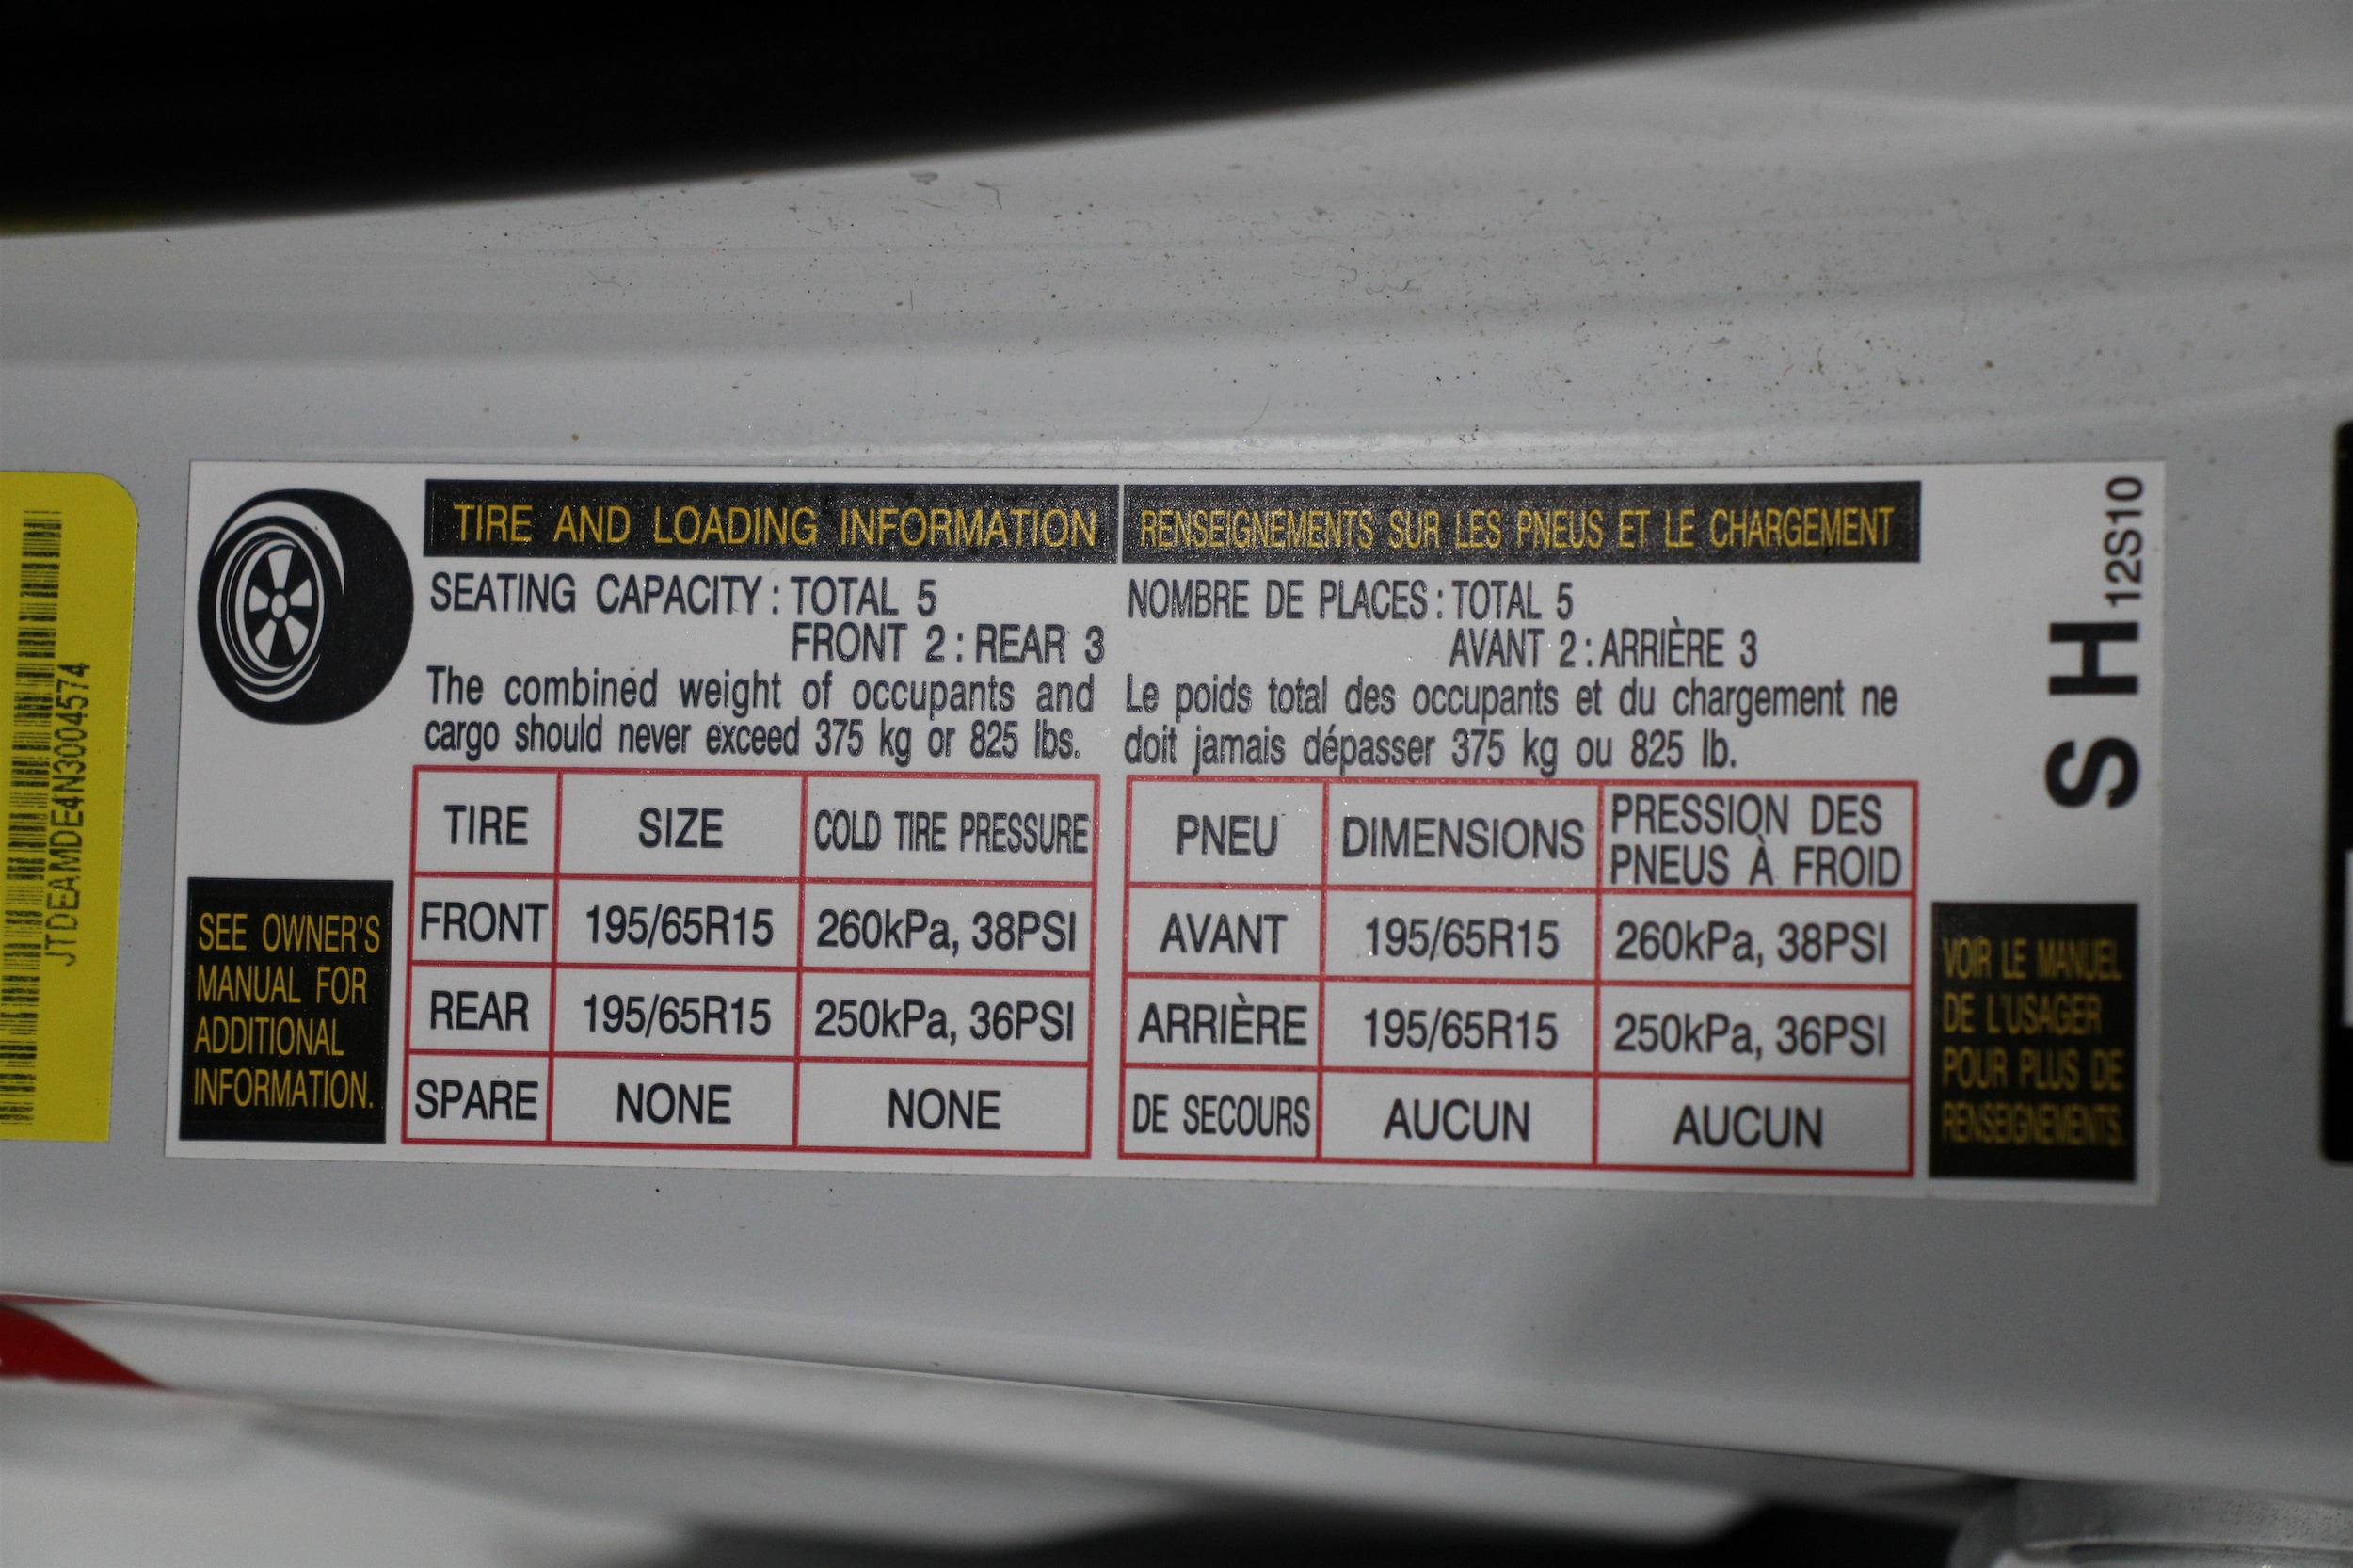 JTDEAMDE4N3004574
TIRE AND LOADING INFORMATION
SEATING CAPACITY : TOTAL 5
FRONT 2 : REAR 3
The combined weight of occupants and
cargo should never exceed 375 kg or 825 lbs.
TIRE SIZE COLD TIRE PRESSURE
FRONT 195/65R15 260kPa, 38PSI
REAR 195/65R15 250kPa, 36PSI
SPARE NONE NONE
SEE OWNER'S
MANUAL FOR
ADDITIONAL
INFORMATION.
RENSEIGNEMENTS SUR LES PNEUS ET LE CHARGEMENT
NOMBRE DE PLACES : TOTAL 5
AVANT 2 : ARRIÈRE 3
Le poids total des occupants et du chargement ne
doit jamais dépasser 375 kg ou 825 lb.
PNEU DIMENSIONS PRESSION DES
PNEUS À FROID
AVANT 195/65R15 260kPa, 38PSI
ARRIÈRE 195/65R15 250kPa, 36PSI
DE SECOURS AUCUN AUCUN
VOIR LE MANUEL
DE L'USAGER
POUR PLUS DE
RENSEIGNEMENTS.
S H 12S10